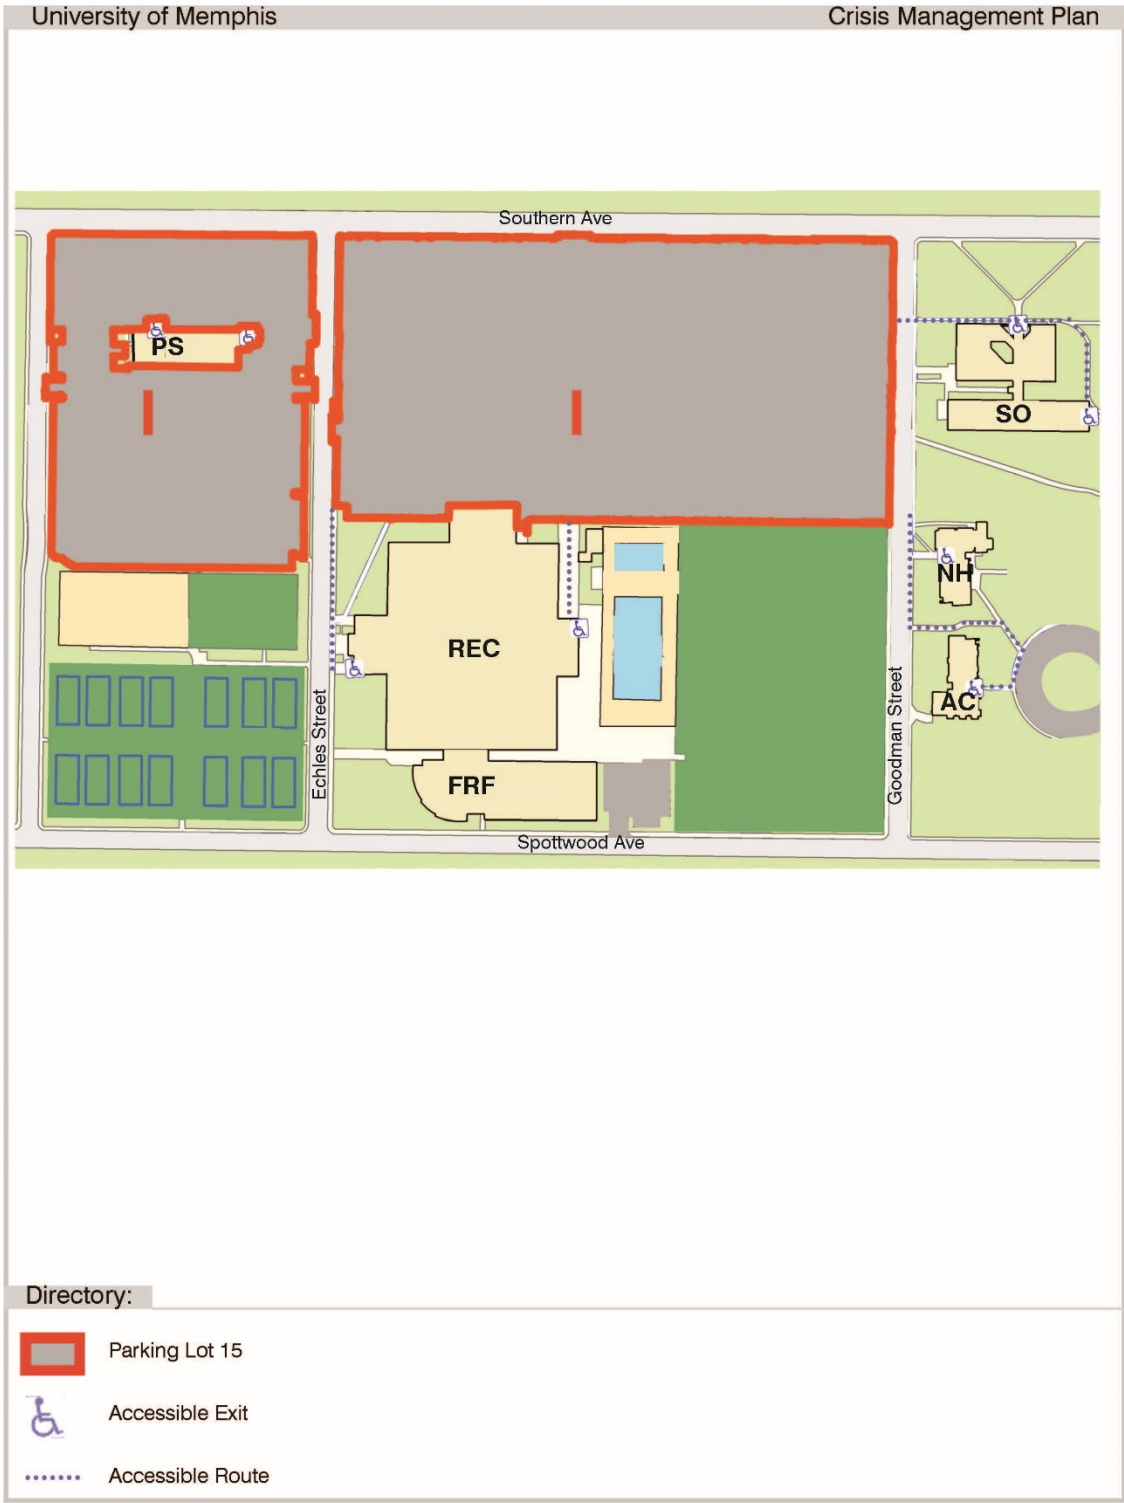 University of Memphis
Crisis Management Plan
Southern Ave
PS
SO
NH
REC
AC
Echles Street
Goodman Street
FRF
Spottwood Ave
Directory:
Parking Lot 15
Accessible Exit
Accessible Route